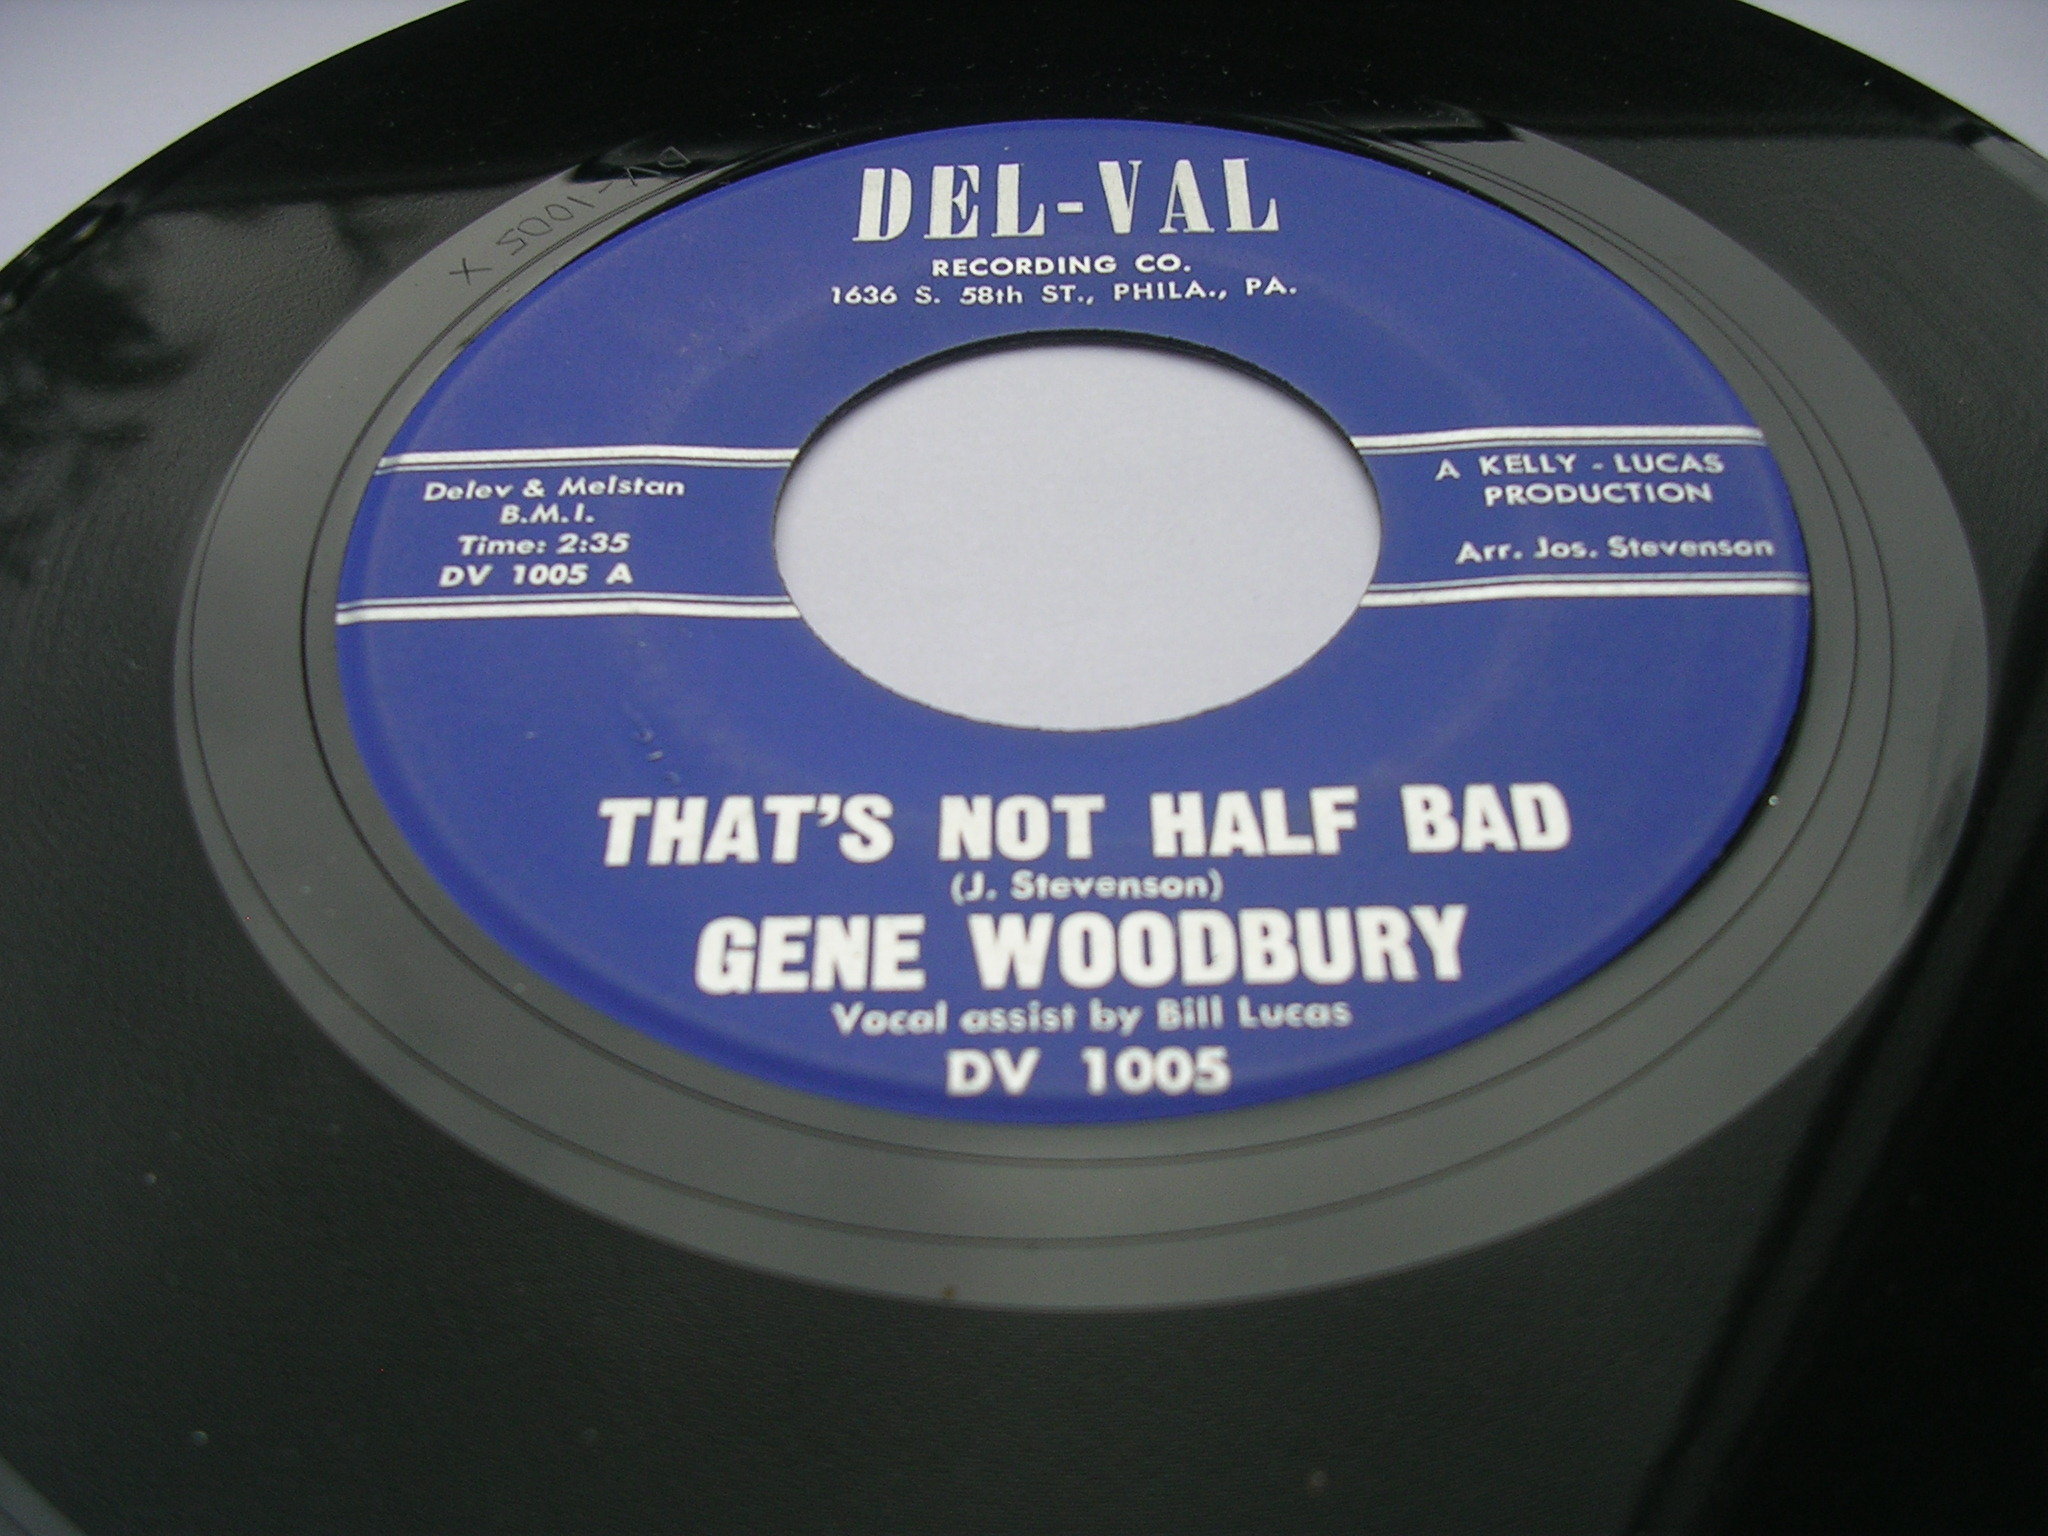 DV-1005 X
DEL-VAL
RECORDING CO.
1636 S. 58th ST., PHILA., PA.
Delev & Melstan
B.M.I.
Time: 2:35
DV 1005 A
A KELLY - LUCAS
PRODUCTION
Arr. Jos. Stevenson
THAT'S NOT HALF BAD
(J. Stevenson)
GENE WOODBURY
Vocal assist by Bill Lucas
DV 1005